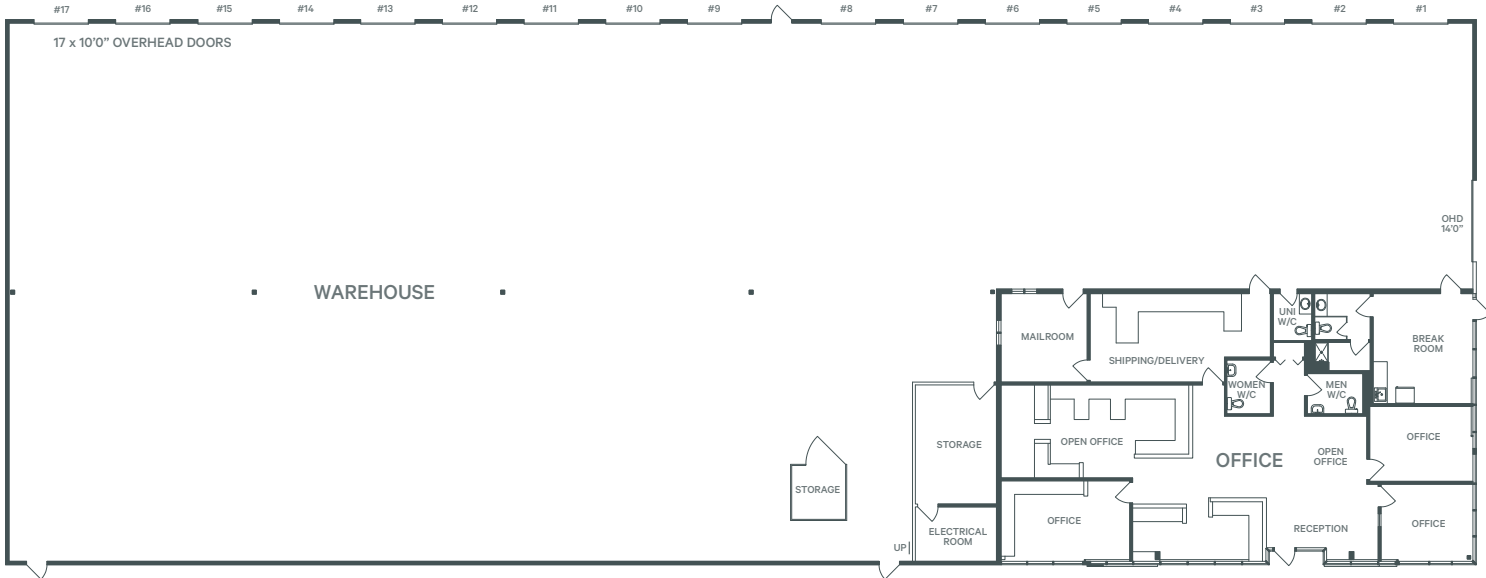 #17 #16 #15 #14 #13 #12 #11 #10 #9 #8 #7 #6 #5 #4 #3 #2 #1
17 x 10'0” OVERHEAD DOORS
OHD
14'0”
WAREHOUSE
MAILROOM
SHIPPING/DELIVERY
UNI
W/C
BREAK
ROOM
WOMEN
W/C
MEN
W/C
STORAGE
OPEN OFFICE
OFFICE
OPEN
OFFICE
OFFICE
STORAGE
OFFICE
ELECTRICAL
ROOM
UP
RECEPTION
OFFICE